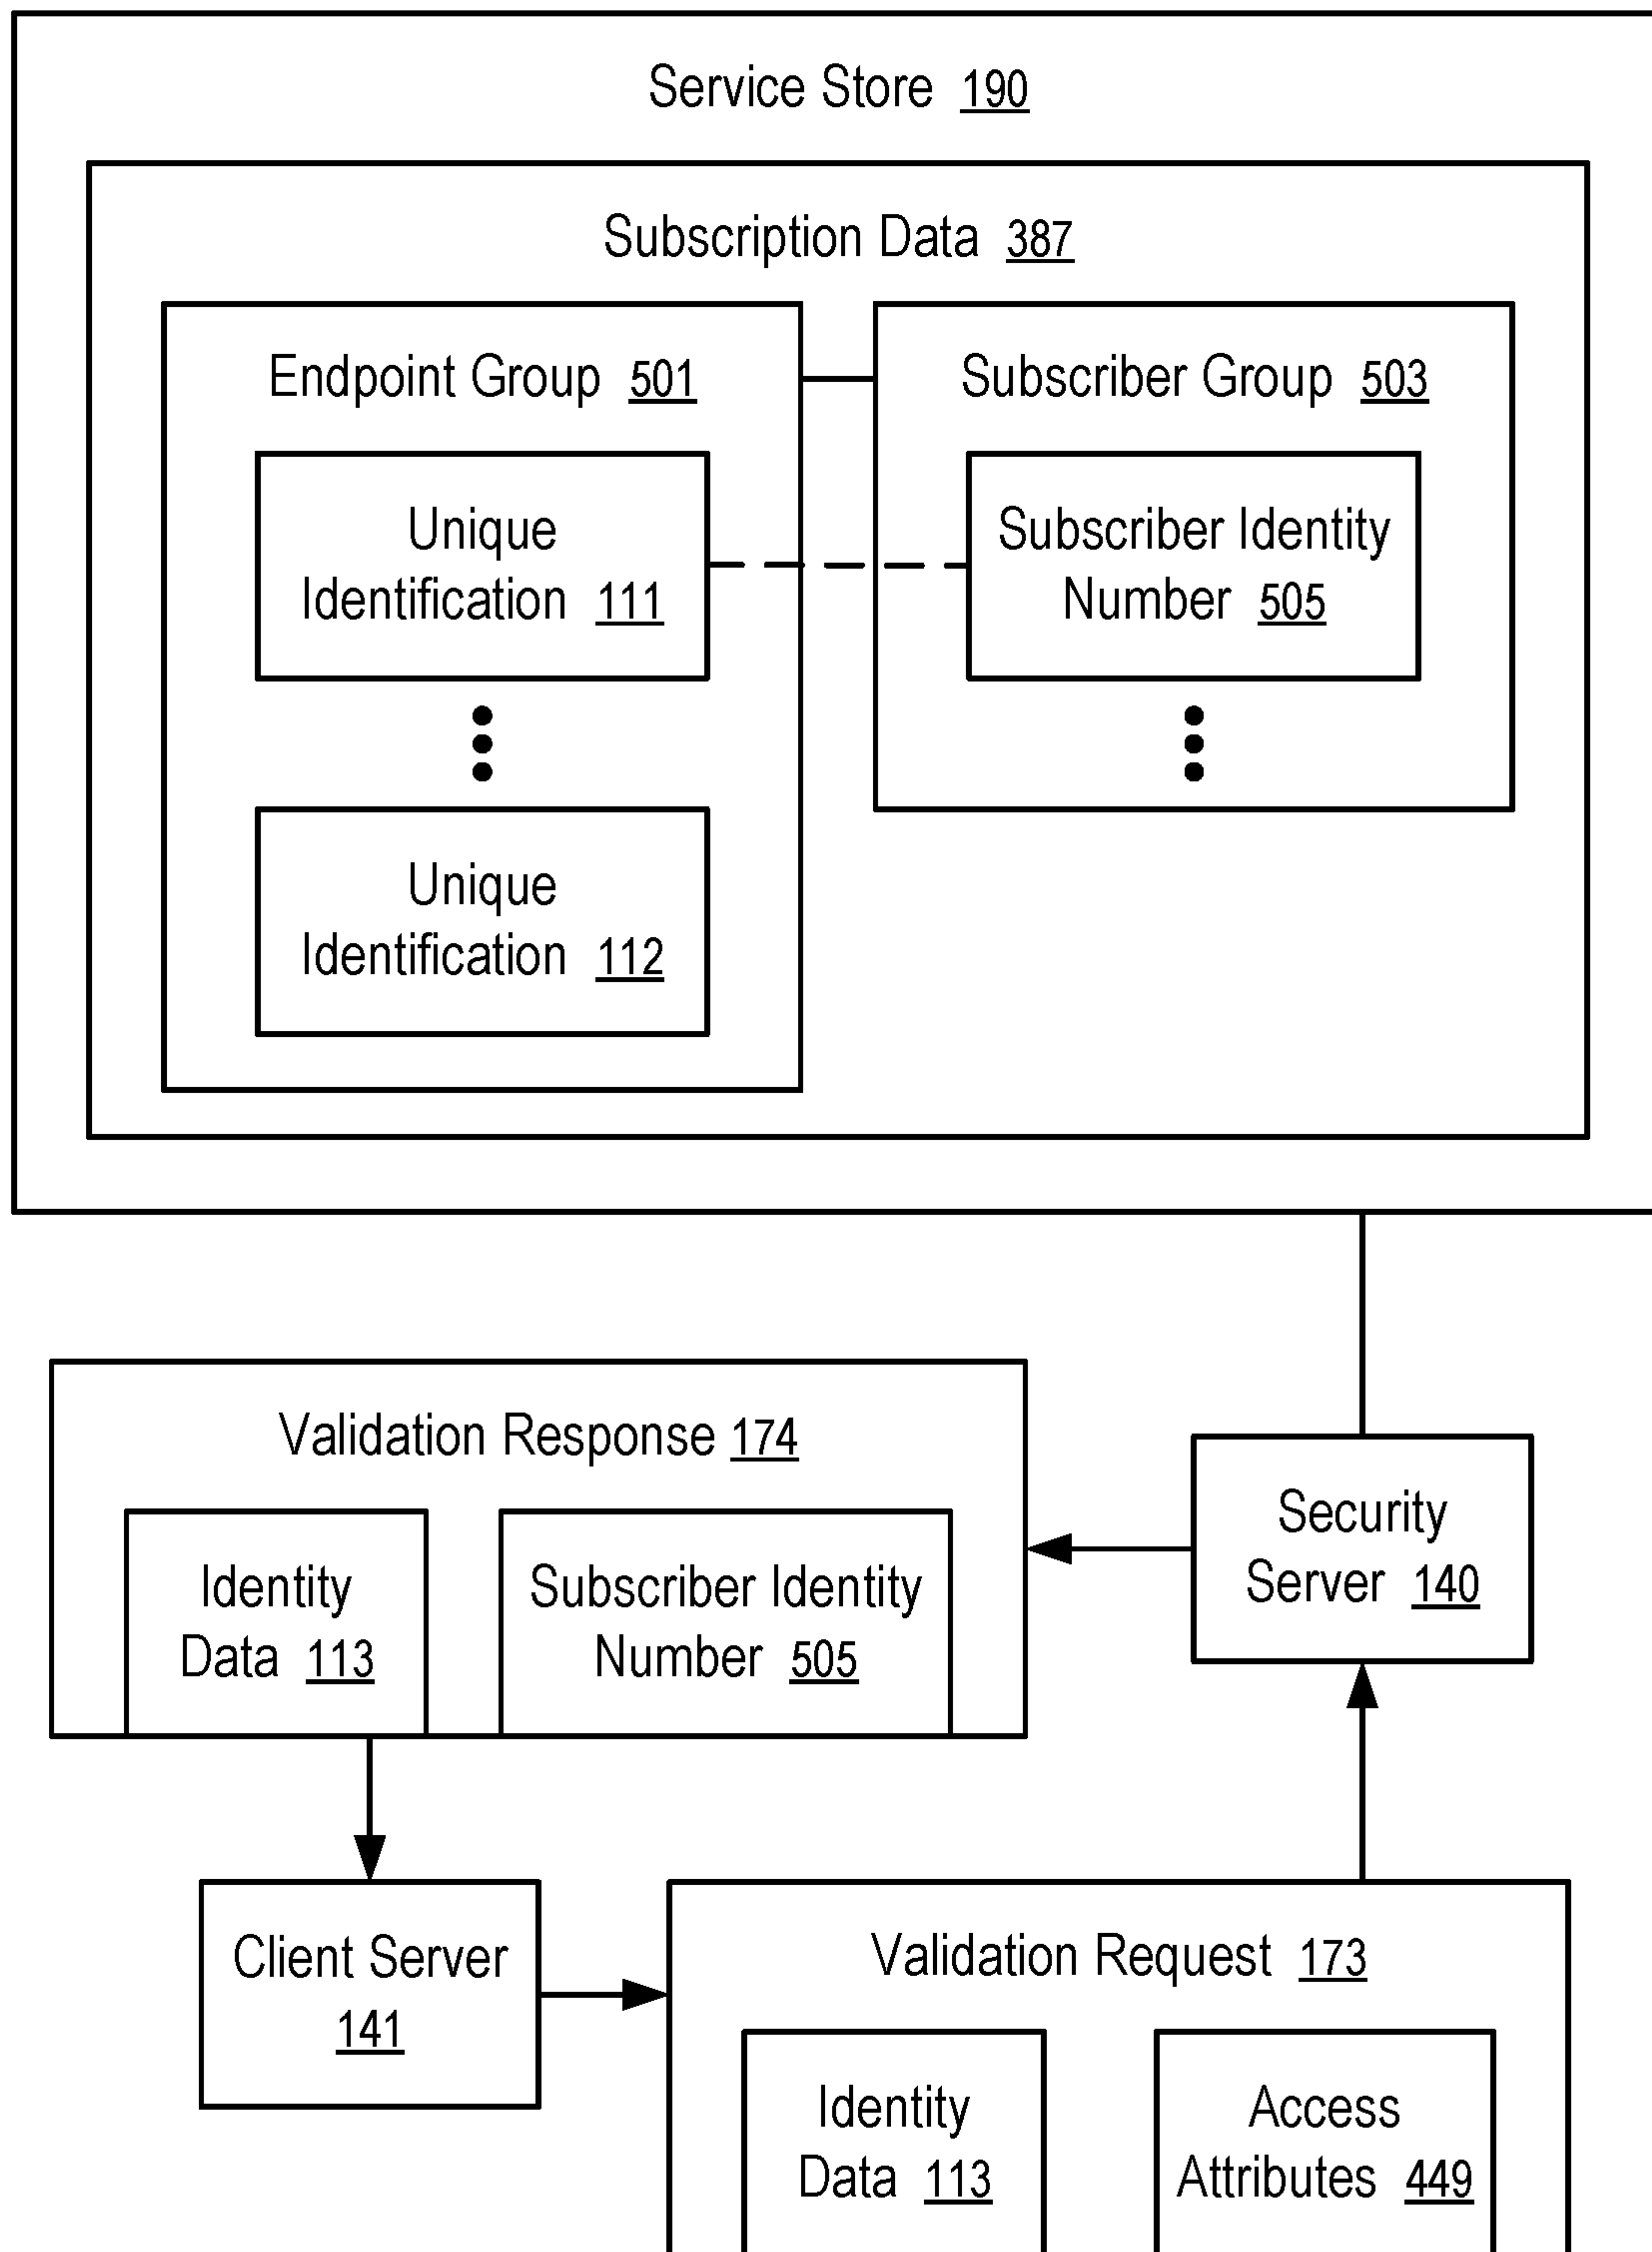 Service Store 190
Subscription Data 387
Endpoint Group 501
Unique
Identification 111
Unique
Identification 112
Subscriber Group 503
Subscriber Identity
Number 505
Validation Response 174
Identity
Data 113
Subscriber Identity
Number 505
Security
Server 140
Client Server
141
Validation Request 173
Identity
Data 113
Access
Attributes 449